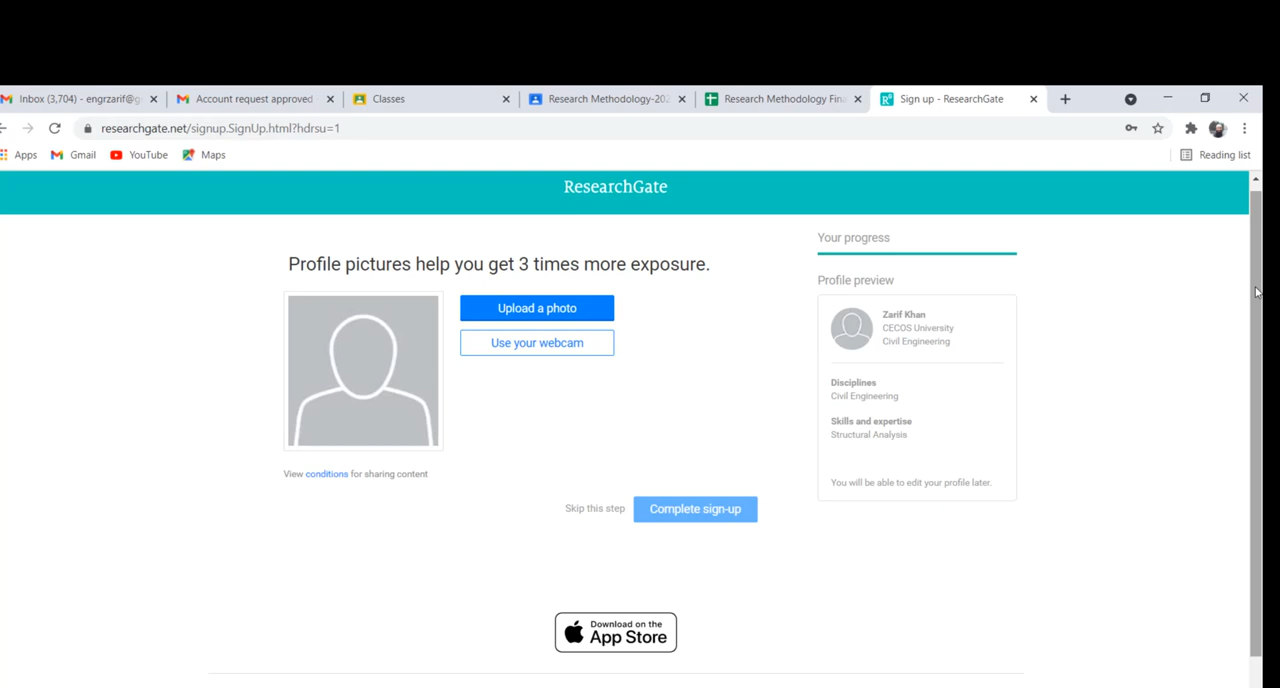 Inbox (3,704) - engrzarif@g
Account request approved
Classes
Research Methodology-202
Research Methodology Fina
Sign up - ResearchGate
researchgate.net/signup.SignUp.html?hdrsu=1
Apps
Gmail
YouTube
Maps
Reading list
ResearchGate
Your progress
Profile pictures help you get 3 times more exposure.
Profile preview
Upload a photo
Use your webcam
Zarif Khan
CECOS University
Civil Engineering
Disciplines
Civil Engineering
Skills and expertise
Structural Analysis
View conditions for sharing content
You will be able to edit your profile later.
Skip this step
Complete sign-up
Download on the
App Store